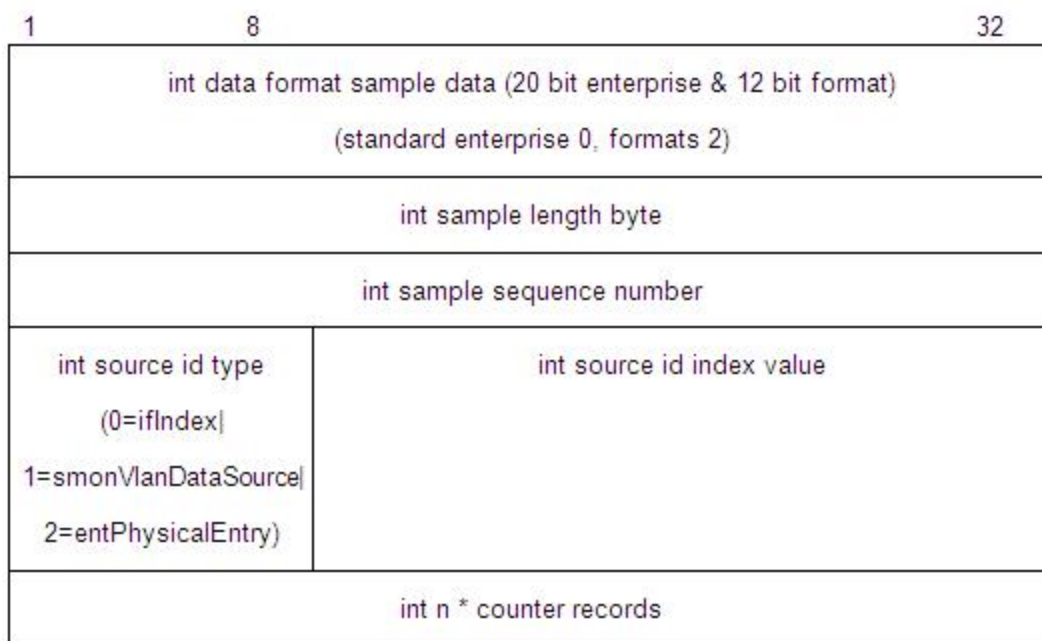 1 8 32
int data format sample data (20 bit enterprise & 12 bit format)
(standard enterprise 0, formats 2)
int sample length byte
int sample sequence number
int source id type
(0=ifIndex|
1=smonVlanDataSource|
2=entPhysicalEntry)
int source id index value
int n * counter records